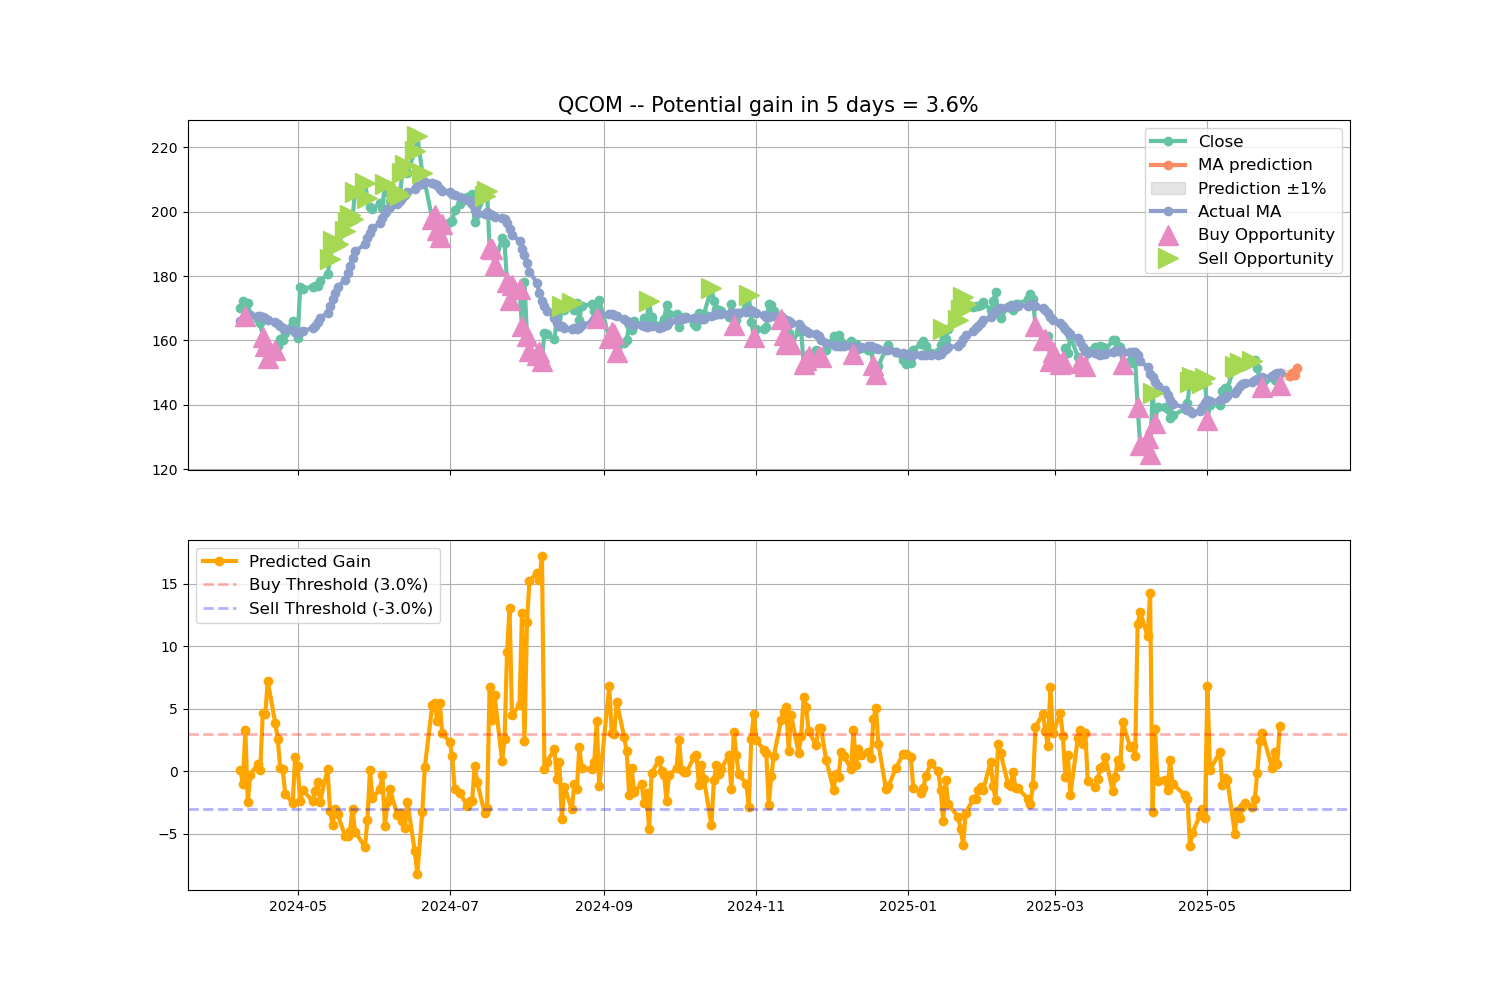 QCOM -- Potential gain in 5 days = 3.6%
220
200
180
160
140
120
Close
MA prediction
Prediction ±1%
Actual MA
Buy Opportunity
Sell Opportunity
15
10
5
0
−5
Predicted Gain
Buy Threshold (3.0%)
Sell Threshold (-3.0%)
2024-05 2024-07 2024-09 2024-11 2025-01 2025-03 2025-05